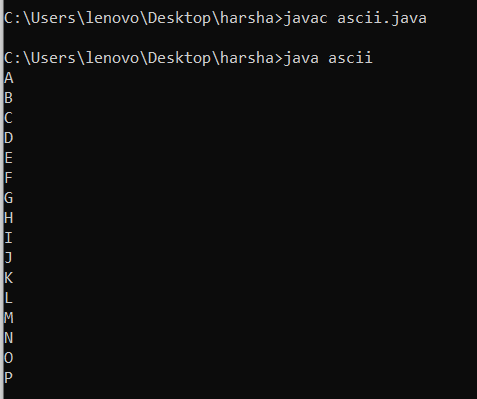 C:\Users\lenovo\Desktop\harsha>javac ascii.java
C:\Users\lenovo\Desktop\harsha>java ascii
A
B
C
D
E
F
G
H
I
J
K
L
M
N
O
P